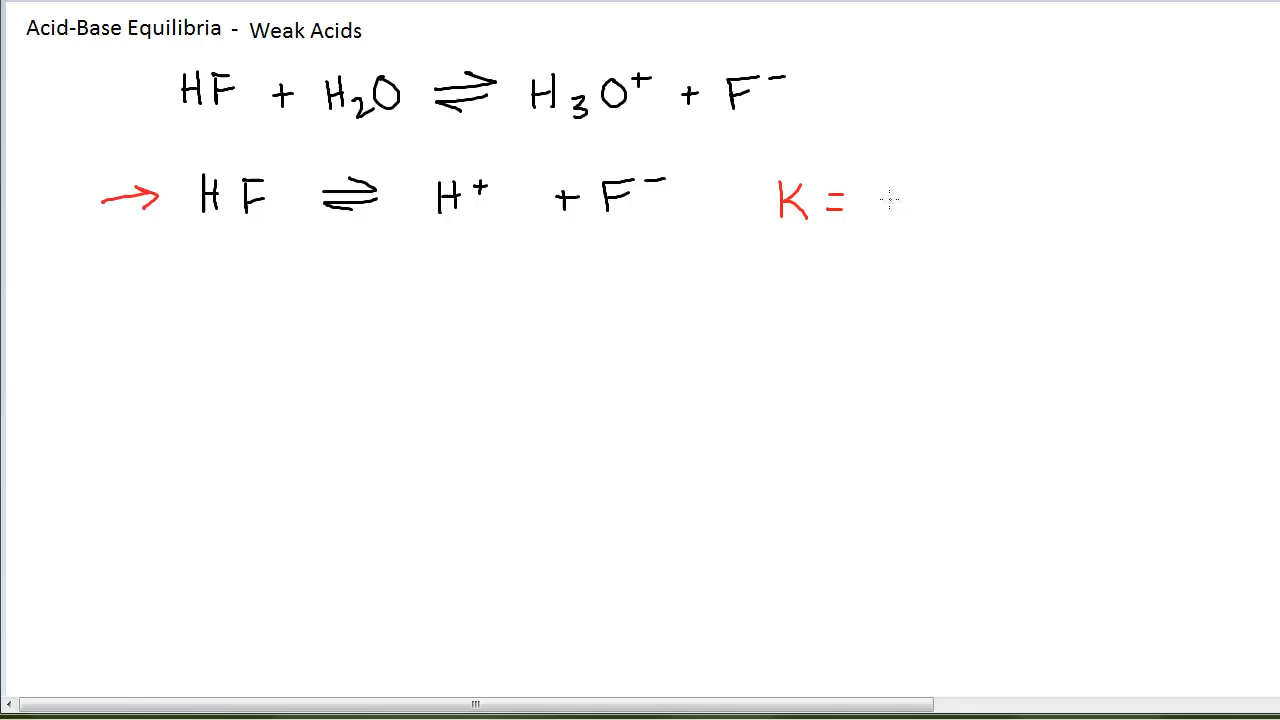 Acid-Base Equilibria - Weak Acids
HF + H₂O ⇌ H₃O⁺ + F⁻
→ HF ⇌ H⁺ + F⁻ K =